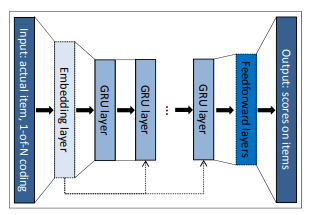 Input: actual item, 1-of-N coding
Embedding layer
GRU layer
GRU layer
...
GRU layer
Feedforward layers
Output: scores on items